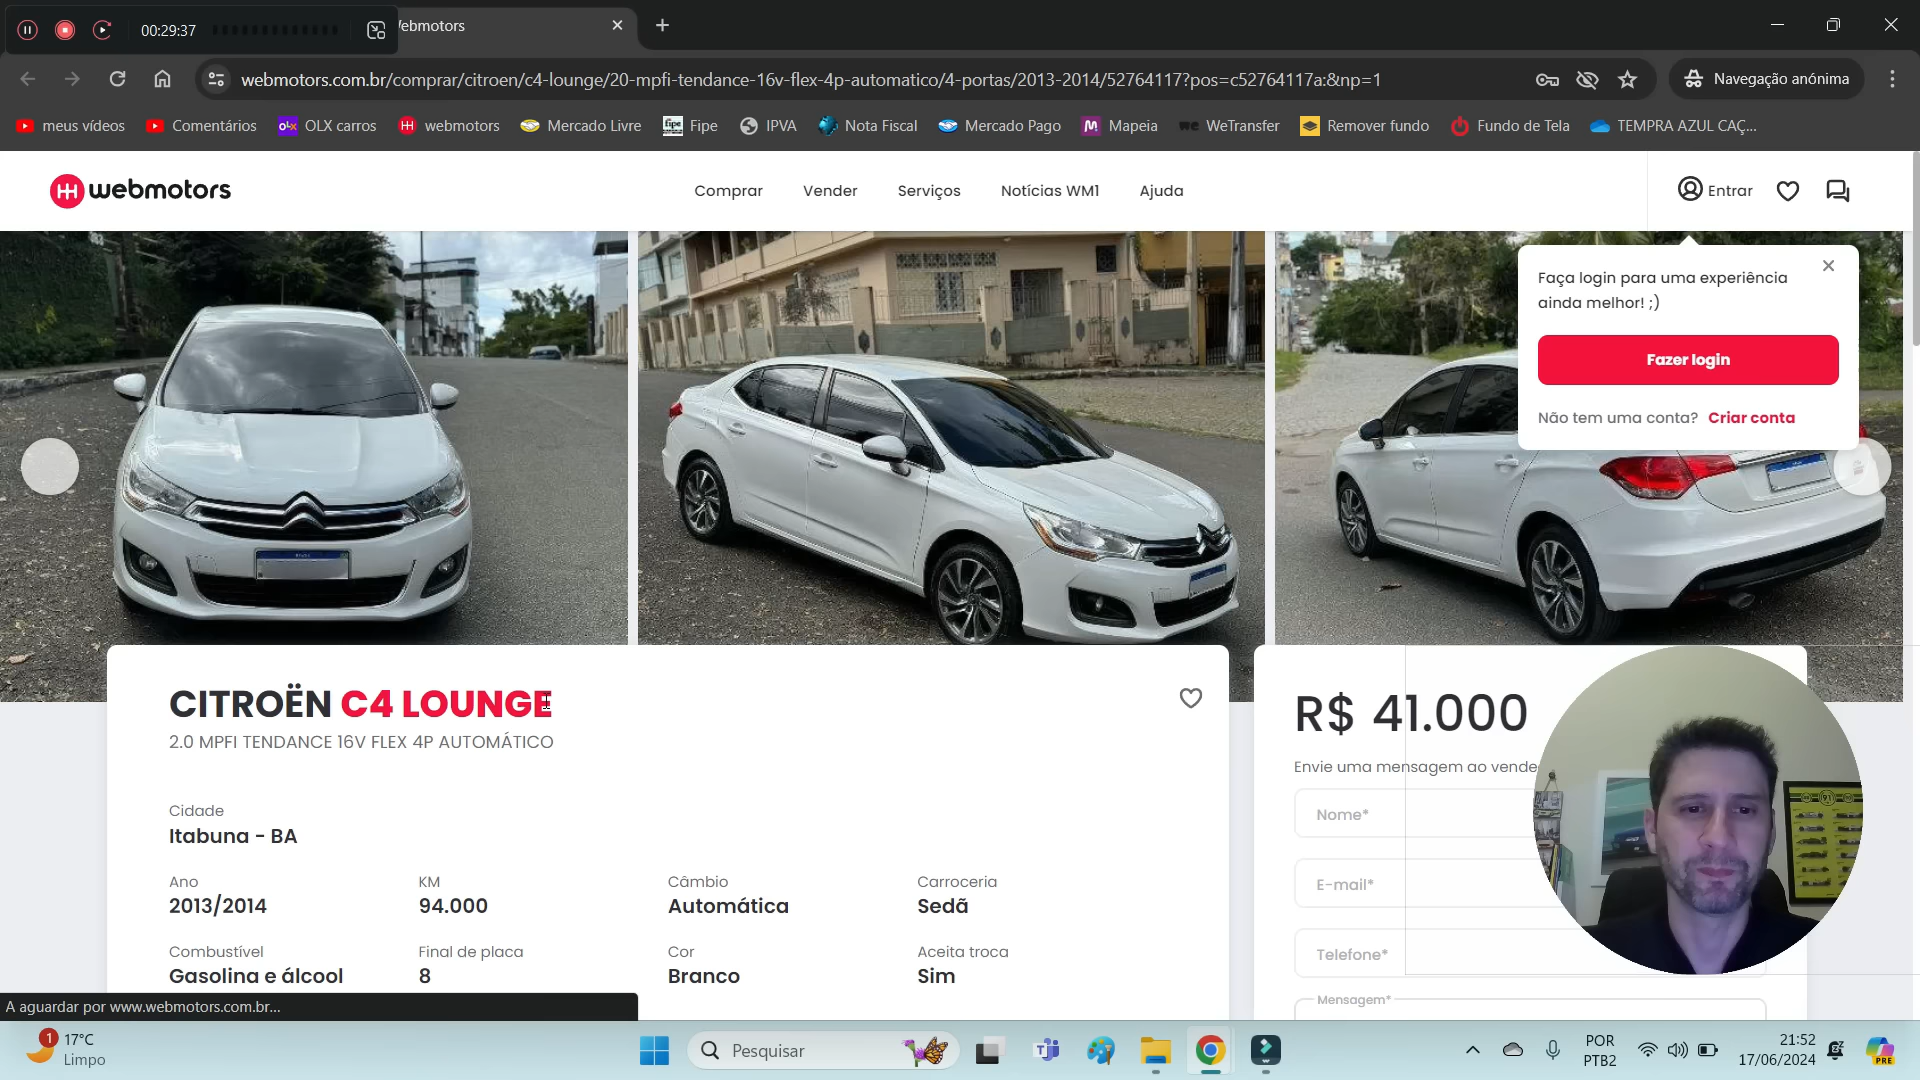 00:29:37
Webmotors
webmotors.com.br/comprar/citroen/c4-lounge/20-mpfi-tendance-16v-flex-4p-automatico/4-portas/2013-2014/52764117?pos=c52764117a:&np=1
Navegação anónima
meus vídeos
Comentários
OLX carros
webmotors
Mercado Livre
Fipe
IPVA
Nota Fiscal
Mercado Pago
Mapeia
WeTransfer
Remover fundo
Fundo de Tela
TEMPRA AZUL CAÇ...
webmotors
Comprar
Vender
Serviços
Notícias WM1
Ajuda
Entrar
Faça login para uma experiência
ainda melhor! ;)
Fazer login
Não tem uma conta? Criar conta
CITROËN C4 LOUNGE
2.0 MPFI TENDANCE 16V FLEX 4P AUTOMÁTICO
Cidade
Itabuna - BA
Ano
2013/2014
KM
94.000
Câmbio
Automática
Carroceria
Sedã
Combustível
Gasolina e álcool
Final de placa
8
Cor
Branco
Aceita troca
Sim
R$ 41.000
Envie uma mensagem ao vende
Nome*
E-mail*
Telefone*
Mensagem*
A aguardar por www.webmotors.com.br...
1
17°C
Limpo
Pesquisar
POR
PTB2
21:52
17/06/2024
PRE